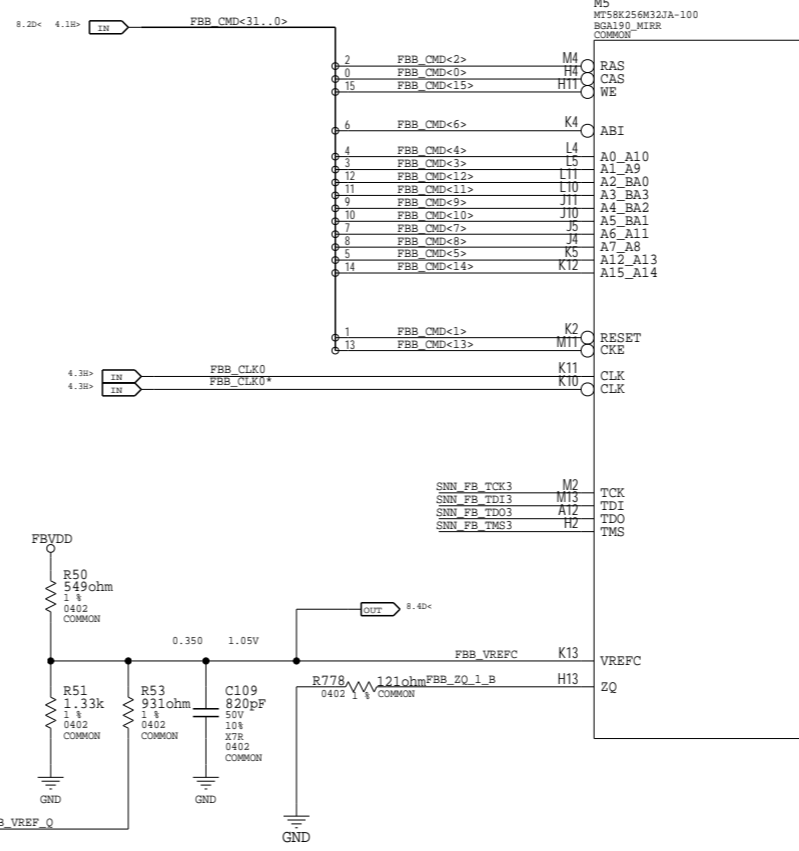 M5
MT58K256M32JA-100
BGA190_MIRR
COMMON
8.2D< 4.1H> IN FBB_CMD<31..0>
2 FBB_CMD<2> M4 RAS
0 FBB_CMD<0> H4 CAS
15 FBB_CMD<15> H11 WE
6 FBB_CMD<6> K4 ABI
4 FBB_CMD<4> L4 A0_A10
3 FBB_CMD<3> L5 A1_A9
12 FBB_CMD<12> L11 A2_BA0
11 FBB_CMD<11> L10 A3_BA3
9 FBB_CMD<9> J11 A4_BA2
10 FBB_CMD<10> J10 A5_BA1
7 FBB_CMD<7> J5 A6_A11
8 FBB_CMD<8> J4 A7_A8
5 FBB_CMD<5> K5 A12_A13
14 FBB_CMD<14> K12 A15_A14
1 FBB_CMD<1> K2 RESET
13 FBB_CMD<13> M11 CKE
4.3H> IN FBB_CLK0 K11 CLK
4.3H> IN FBB_CLK0* K10 CLK
SNN_FB_TCK3 M2 TCK
SNN_FB_TDI3 M13 TDI
SNN_FB_TDO3 A12 TDO
SNN_FB_TMS3 H2 TMS
FBVDD
R50
549ohm
1 %
0402
COMMON
OUT 8.4D<
0.350 1.05V
FBB_VREFC K13 VREFC
R778 121ohm FBB_ZQ_1_B H13 ZQ
0402 1 % COMMON
R51
1.33k
1 %
0402
COMMON
R53
931ohm
1 %
0402
COMMON
C109
820pF
50V
10%
X7R
0402
COMMON
GND
GND
GND
B_VREF_Q